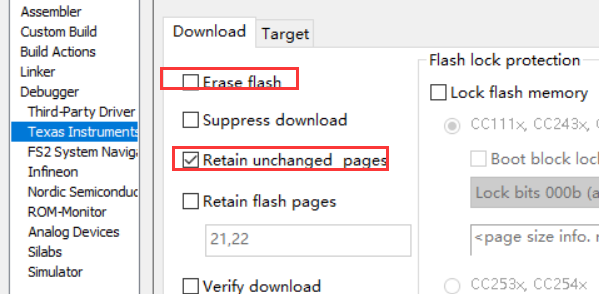 Assembler
Custom Build
Build Actions
Linker
Debugger
Third-Party Driver
Texas Instruments
FS2 System Naviga
Infineon
Nordic Semiconduc
ROM-Monitor
Analog Devices
Silabs
Simulator
Download
Target
Erase flash
Suppress download
Retain unchanged pages
Retain flash pages
21,22
Verify download
Flash lock protection
Lock flash memory
CC111x, CC243x, C
Boot block lock
Lock bits 000b (a
<page size info. n
CC253x, CC254x